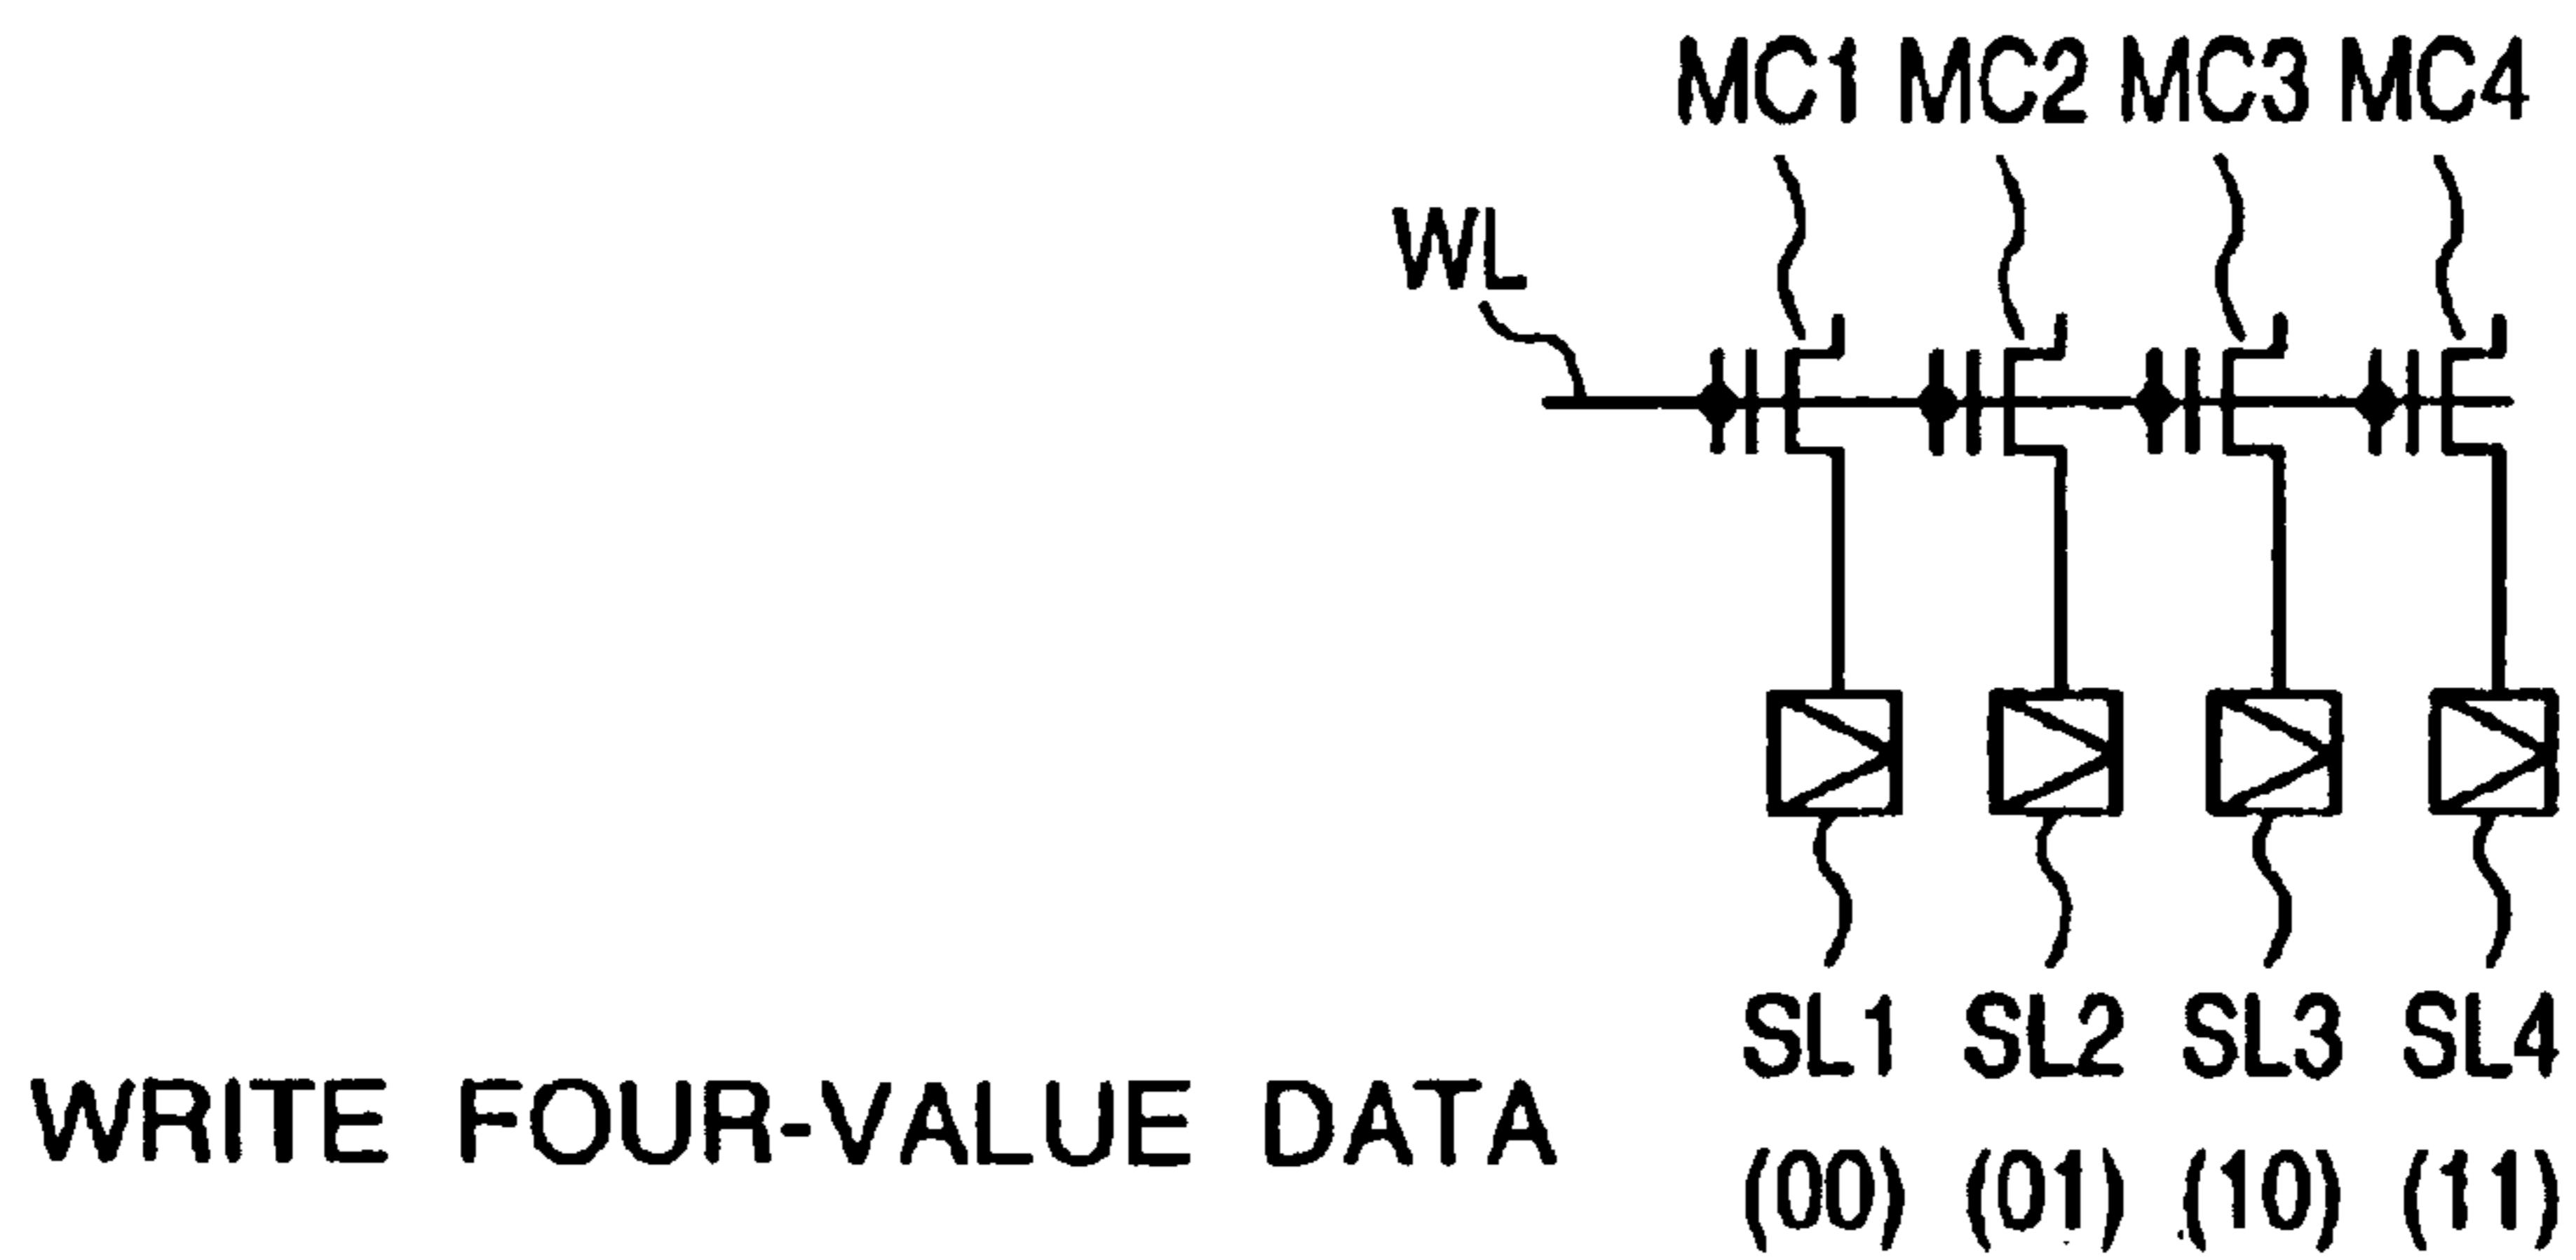 MC1 MC2 MC3 MC4
WL
SL1 SL2 SL3 SL4
WRITE FOUR-VALUE DATA (00) (01) (10) (11)